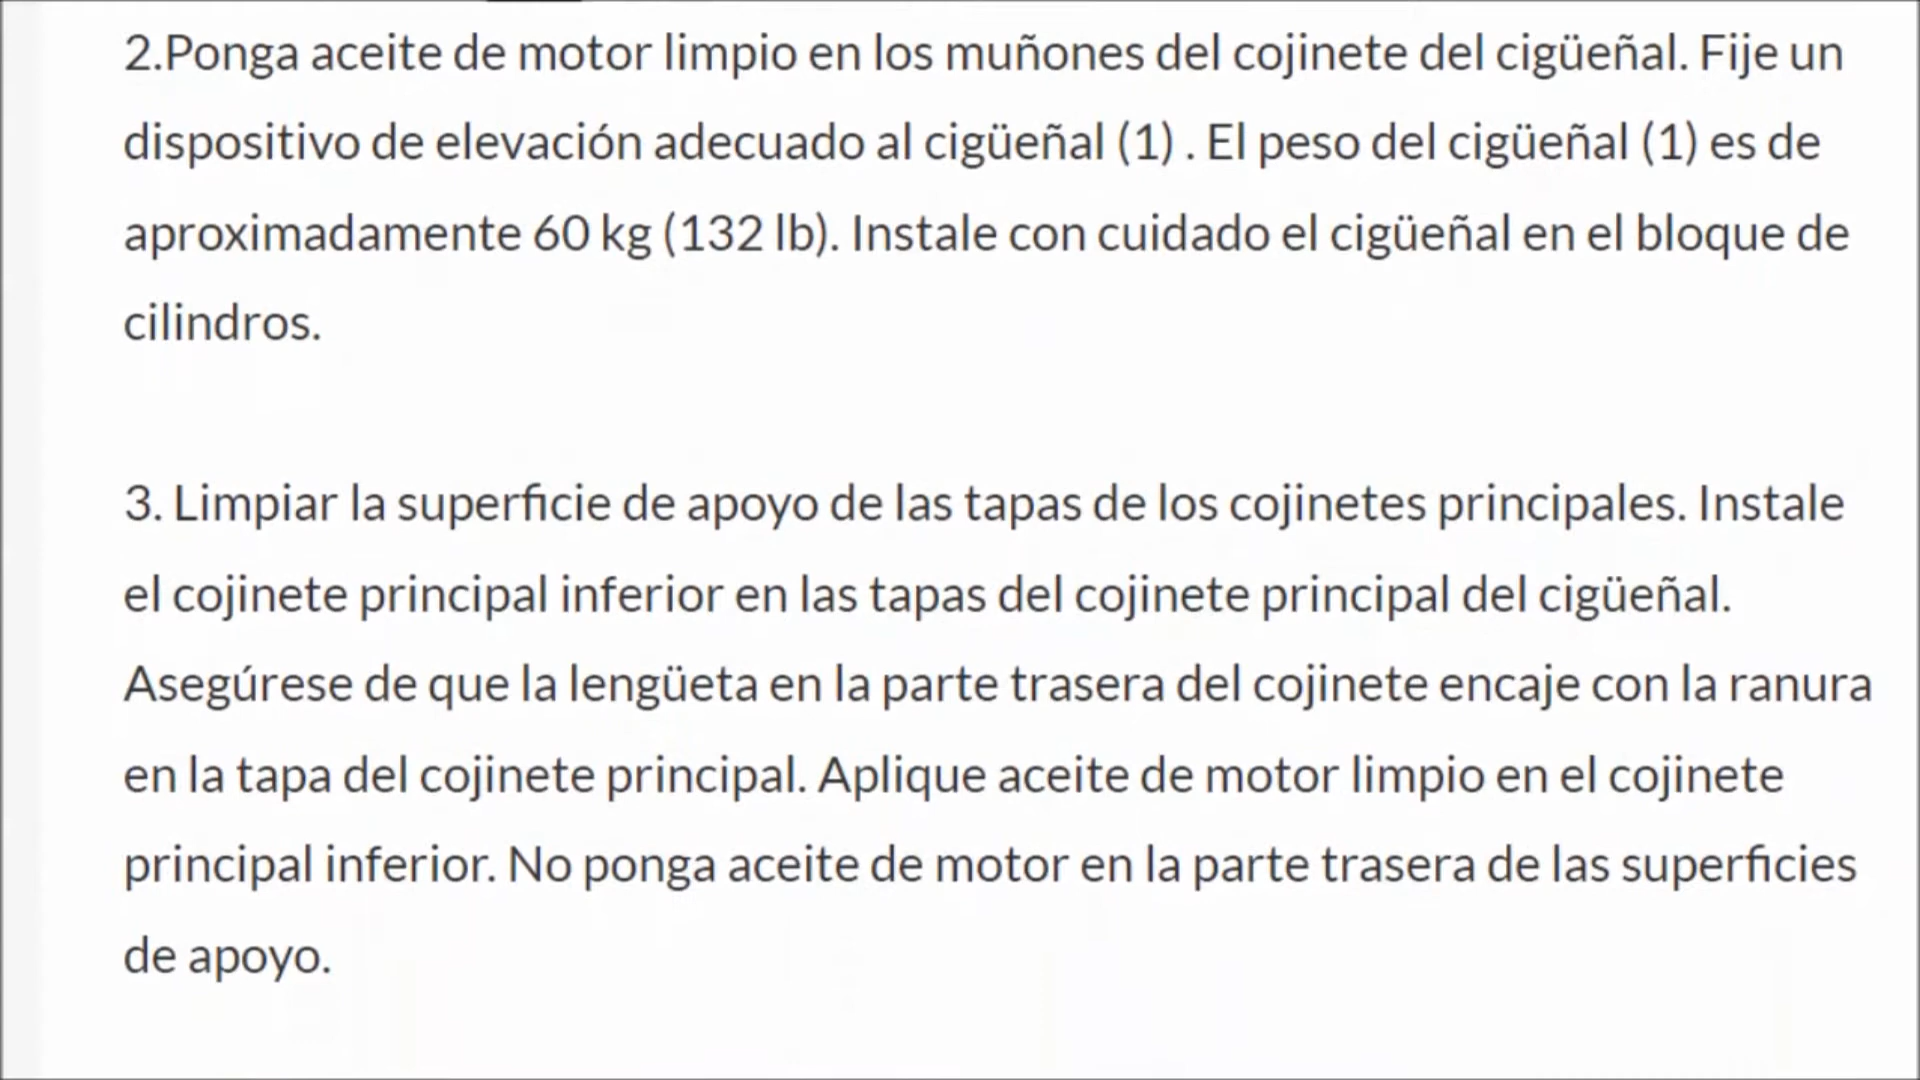 2.Ponga aceite de motor limpio en los muñones del cojinete del cigüeñal. Fije un
dispositivo de elevación adecuado al cigüeñal (1) . El peso del cigüeñal (1) es de
aproximadamente 60 kg (132 lb). Instale con cuidado el cigüeñal en el bloque de
cilindros.
3. Limpiar la superficie de apoyo de las tapas de los cojinetes principales. Instale
el cojinete principal inferior en las tapas del cojinete principal del cigüeñal.
Asegúrese de que la lengüeta en la parte trasera del cojinete encaje con la ranura
en la tapa del cojinete principal. Aplique aceite de motor limpio en el cojinete
principal inferior. No ponga aceite de motor en la parte trasera de las superficies
de apoyo.